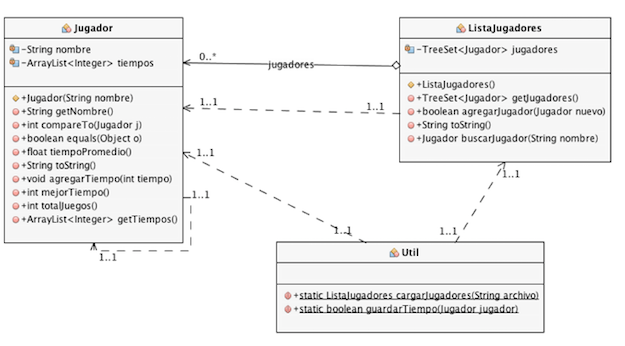 Jugador
-String nombre
-ArrayList<Integer> tiempos
+Jugador(String nombre)
+String getNombre()
+int compareTo(Jugador j)
+boolean equals(Object o)
+float tiempoPromedio()
+String toString()
+void agregarTiempo(int tiempo)
+int mejorTiempo()
+int totalJuegos()
+ArrayList<Integer> getTiempos()
ListaJugadores
-TreeSet<Jugador> jugadores
+ListaJugadores()
+TreeSet<Jugador> getJugadores()
+boolean agregarJugador(Jugador nuevo)
+String toString()
+Jugador buscarJugador(String nombre)
0..*
jugadores
1..1
1..1
1..1
1..1
1..1
1..1
1..1
1..1
Util
+static ListaJugadores cargarJugadores(String archivo)
+static boolean guardarTiempo(Jugador jugador)